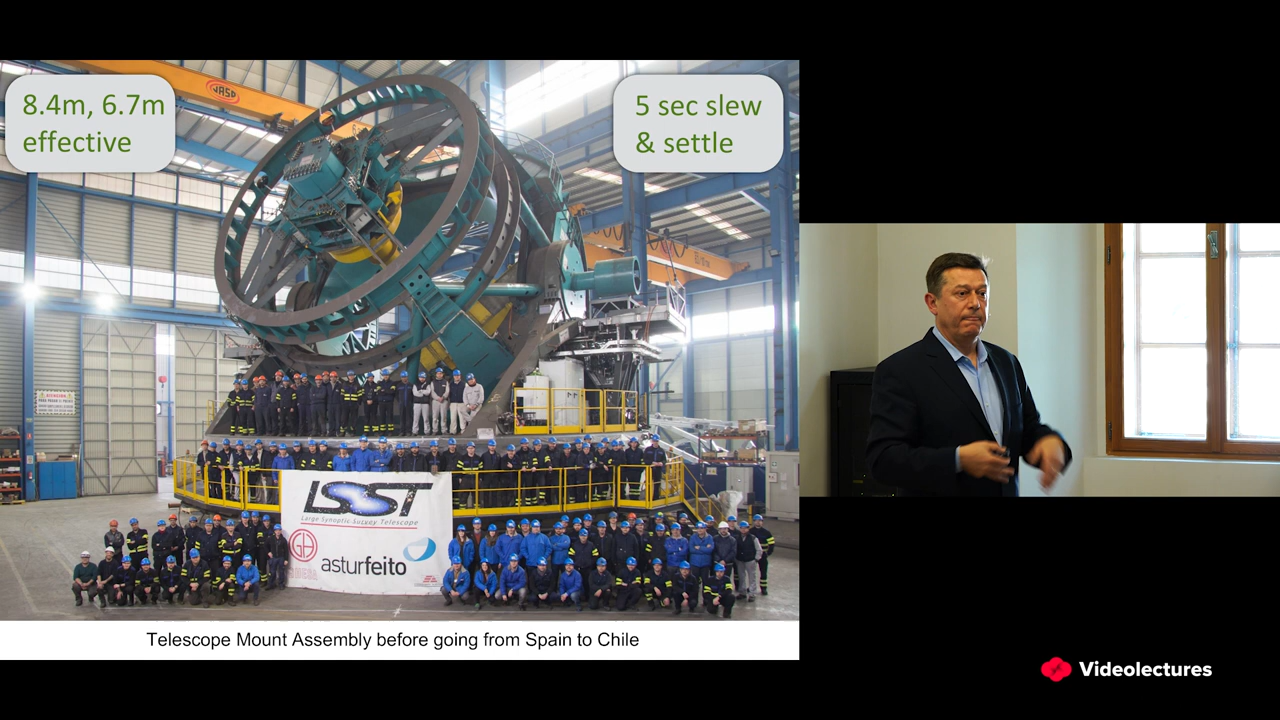 8.4m, 6.7m
effective
5 sec slew
& settle
LSST
Large Synoptic Survey Telescope
asturfeito
Telescope Mount Assembly before going from Spain to Chile
Videolectures